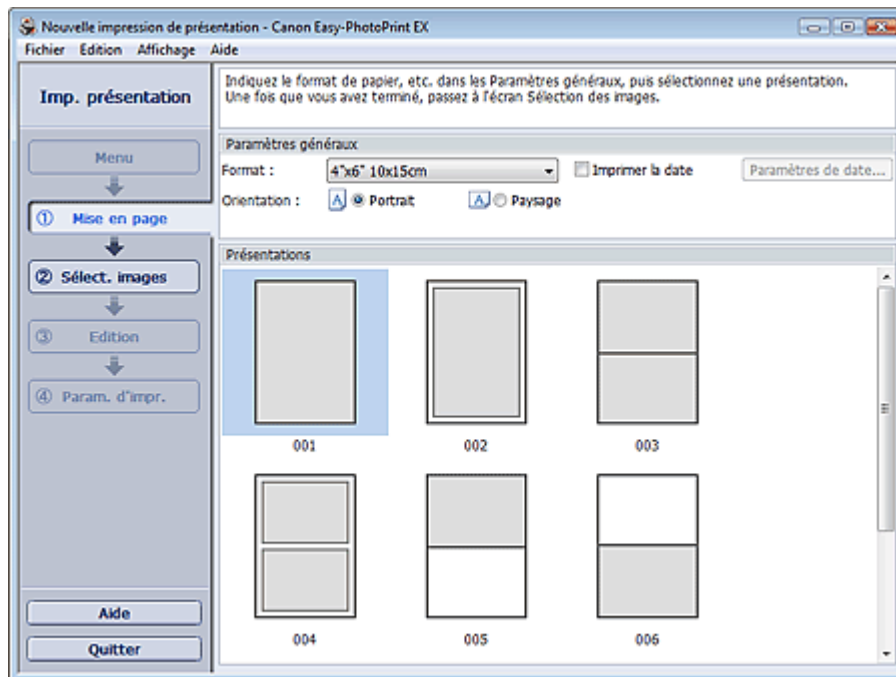 Nouvelle impression de présentation - Canon Easy-PhotoPrint EX
Fichier Edition Affichage Aide
Imp. présentation
Indiquez le format de papier, etc. dans les Paramètres généraux, puis sélectionnez une présentation.
Une fois que vous avez terminé, passez à l'écran Sélection des images.
Menu
① Mise en page
② Sélect. images
③ Edition
④ Param. d'impr.
Aide
Quitter
Paramètres généraux
Format : 4"x6" 10x15cm Imprimer la date Paramètres de date...
Orientation : A Portrait A Paysage
Présentations
001 002 003
004 005 006